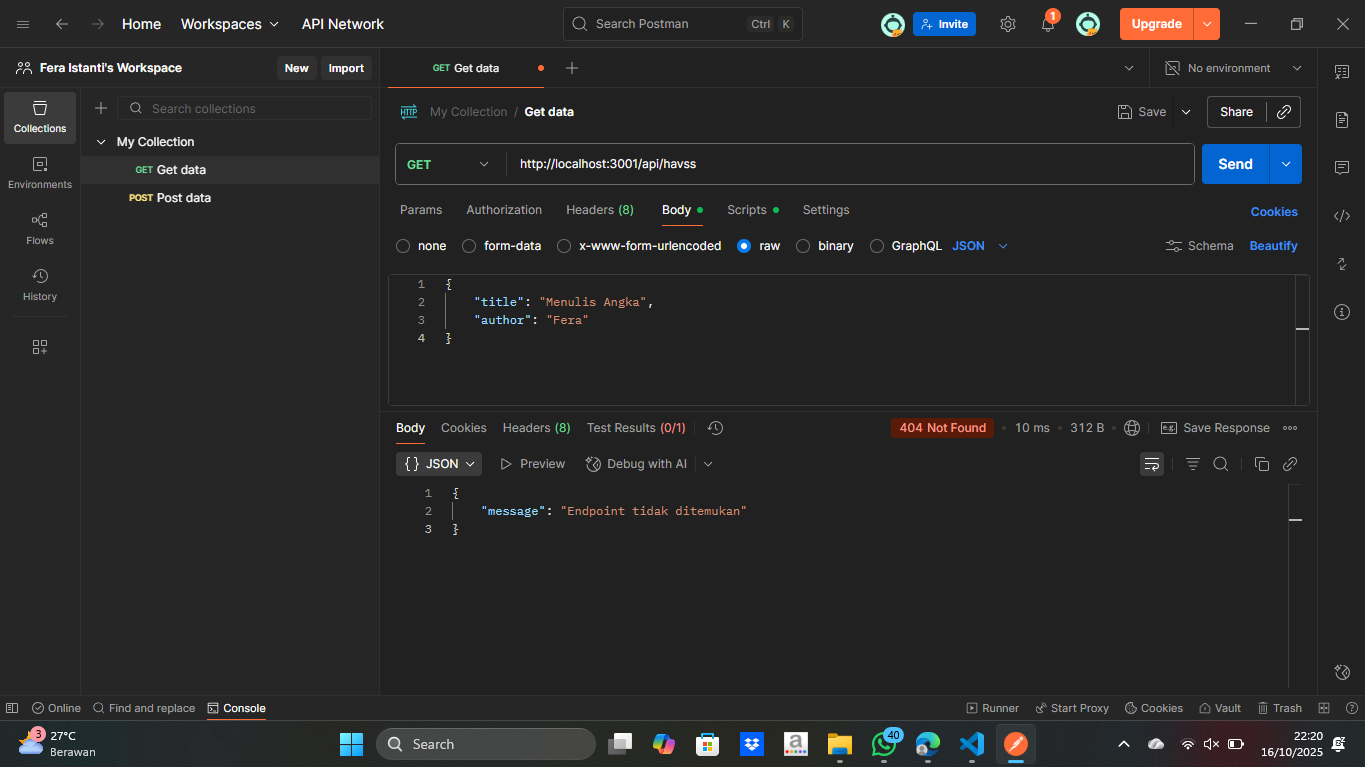 Home Workspaces API Network Search Postman Ctrl K Invite 1 Upgrade
Fera Istanti's Workspace New Import GET Get data No environment
Search collections
HTTP My Collection / Get data Save Share
Collections
My Collection
GET Get data
POST Post data
Environments
Flows
History
GET http://localhost:3001/api/havss Send
Params Authorization Headers (8) Body Scripts Settings Cookies
none form-data x-www-form-urlencoded raw binary GraphQL JSON Schema Beautify
1 {
2 "title": "Menulis Angka",
3 "author": "Fera"
4 }
Body Cookies Headers (8) Test Results (0/1) 404 Not Found 10 ms 312 B e.g. Save Response
{} JSON Preview Debug with AI
1 {
2 "message": "Endpoint tidak ditemukan"
3 }
Online Find and replace Console Runner Start Proxy Cookies Vault Trash
3 27°C
Berawan
Search
a
40
22:20
16/10/2025